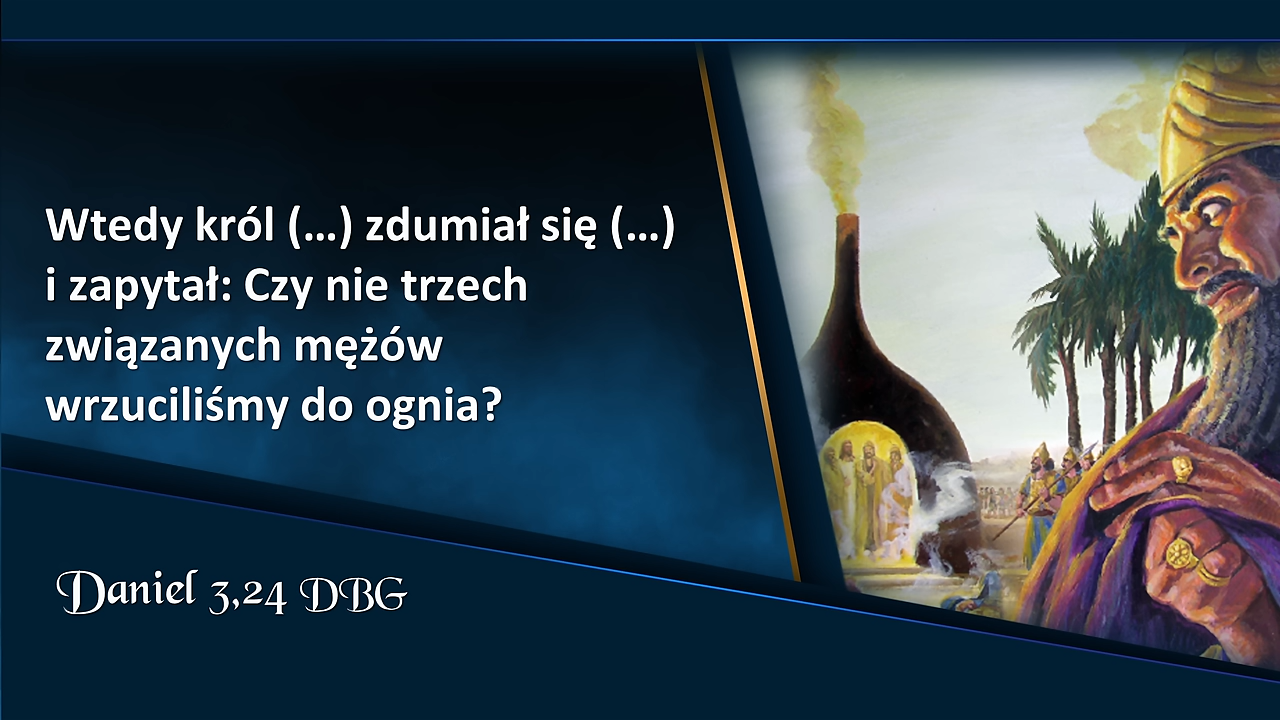 Wtedy król (...) zdumiał się (...)
i zapytał: Czy nie trzech
związanych mężów
wrzuciliśmy do ognia?
Daniel 3,24 DBG